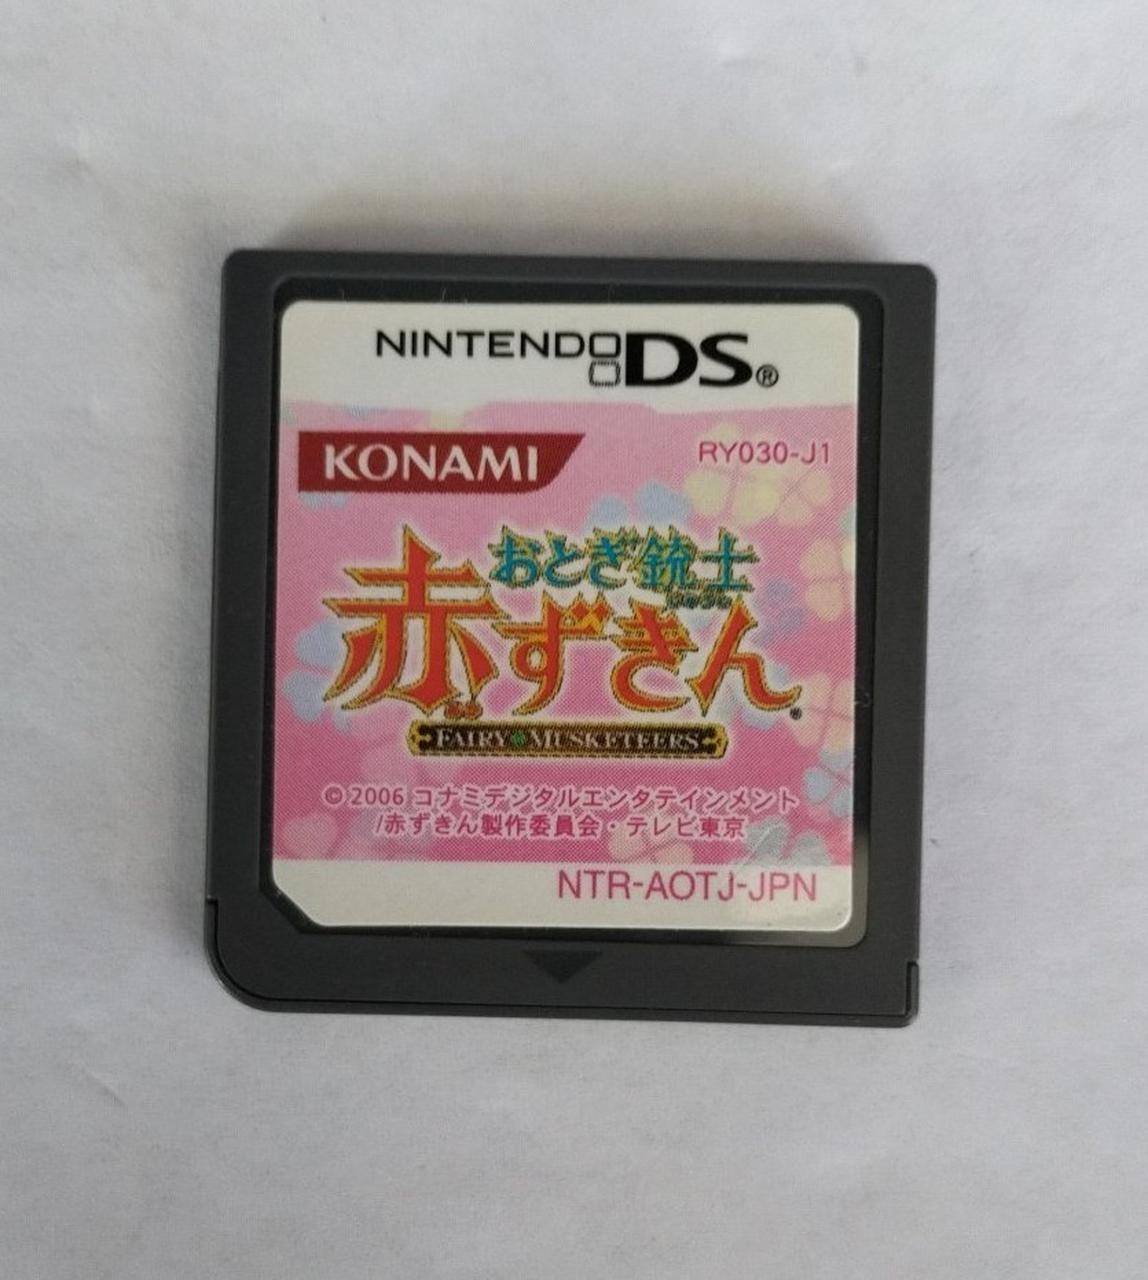 NINTENDO DS®
KONAMI
RY030-J1
おとぎ銃士
赤ずきん
FAIRY MUSKETEERS
© 2006 コナミデジタルエンタテインメント
/赤ずきん製作委員会・テレビ東京
NTR-AOTJ-JPN